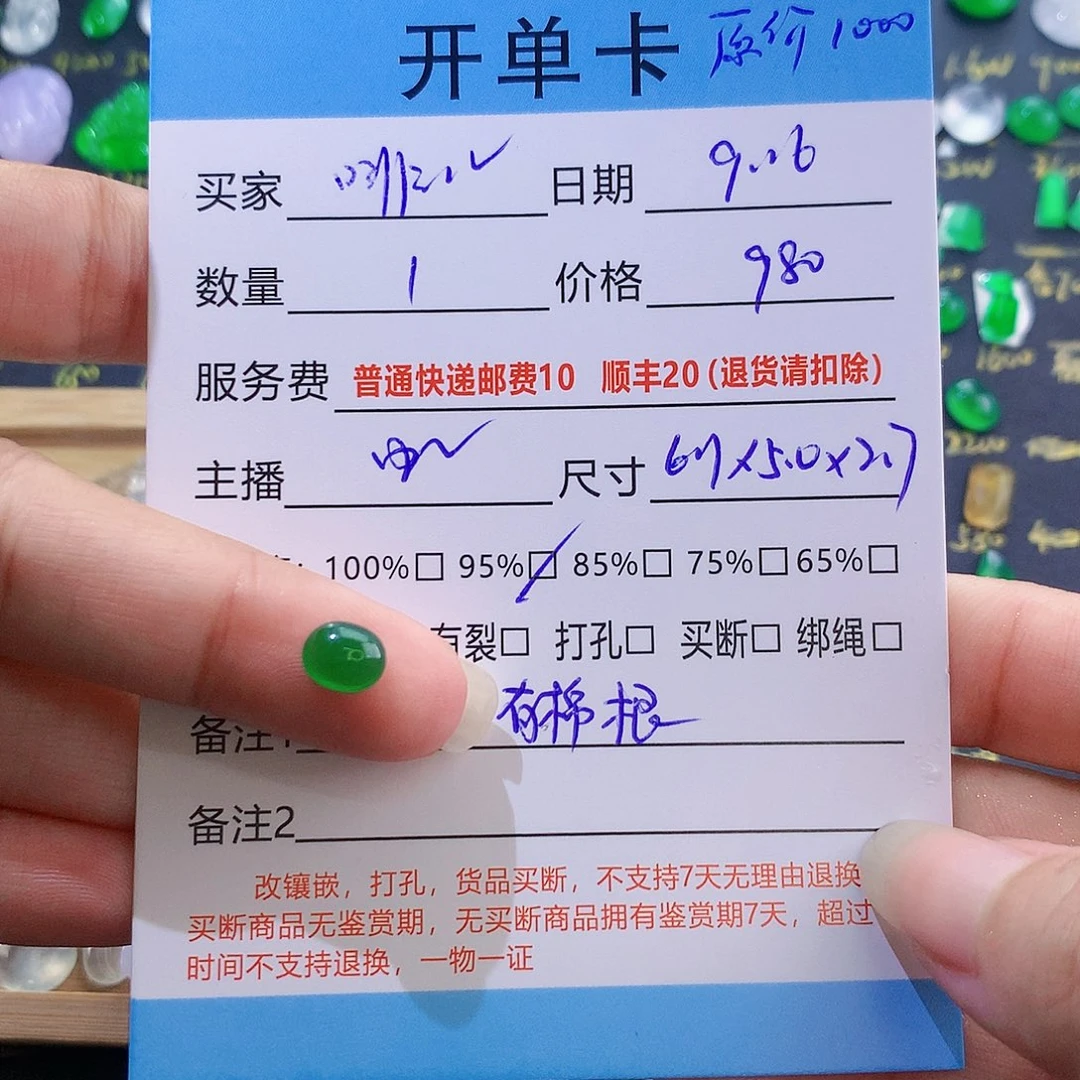 开单卡 原价1000
买家 日期 9.16
数量 1 价格 980
服务费 普通快递邮费10 顺丰20(退货请扣除)
主播 尺寸 6.1×5.0×2.7
100%□ 95%□ 85%□ 75%□ 65%□
有裂□ 打孔□ 买断□ 绑绳□
备注1 有棉 根
备注2
改镶嵌，打孔，货品买断，不支持7天无理由退换
买断商品无鉴赏期，无买断商品拥有鉴赏期7天，超过
时间不支持退换，一物一证